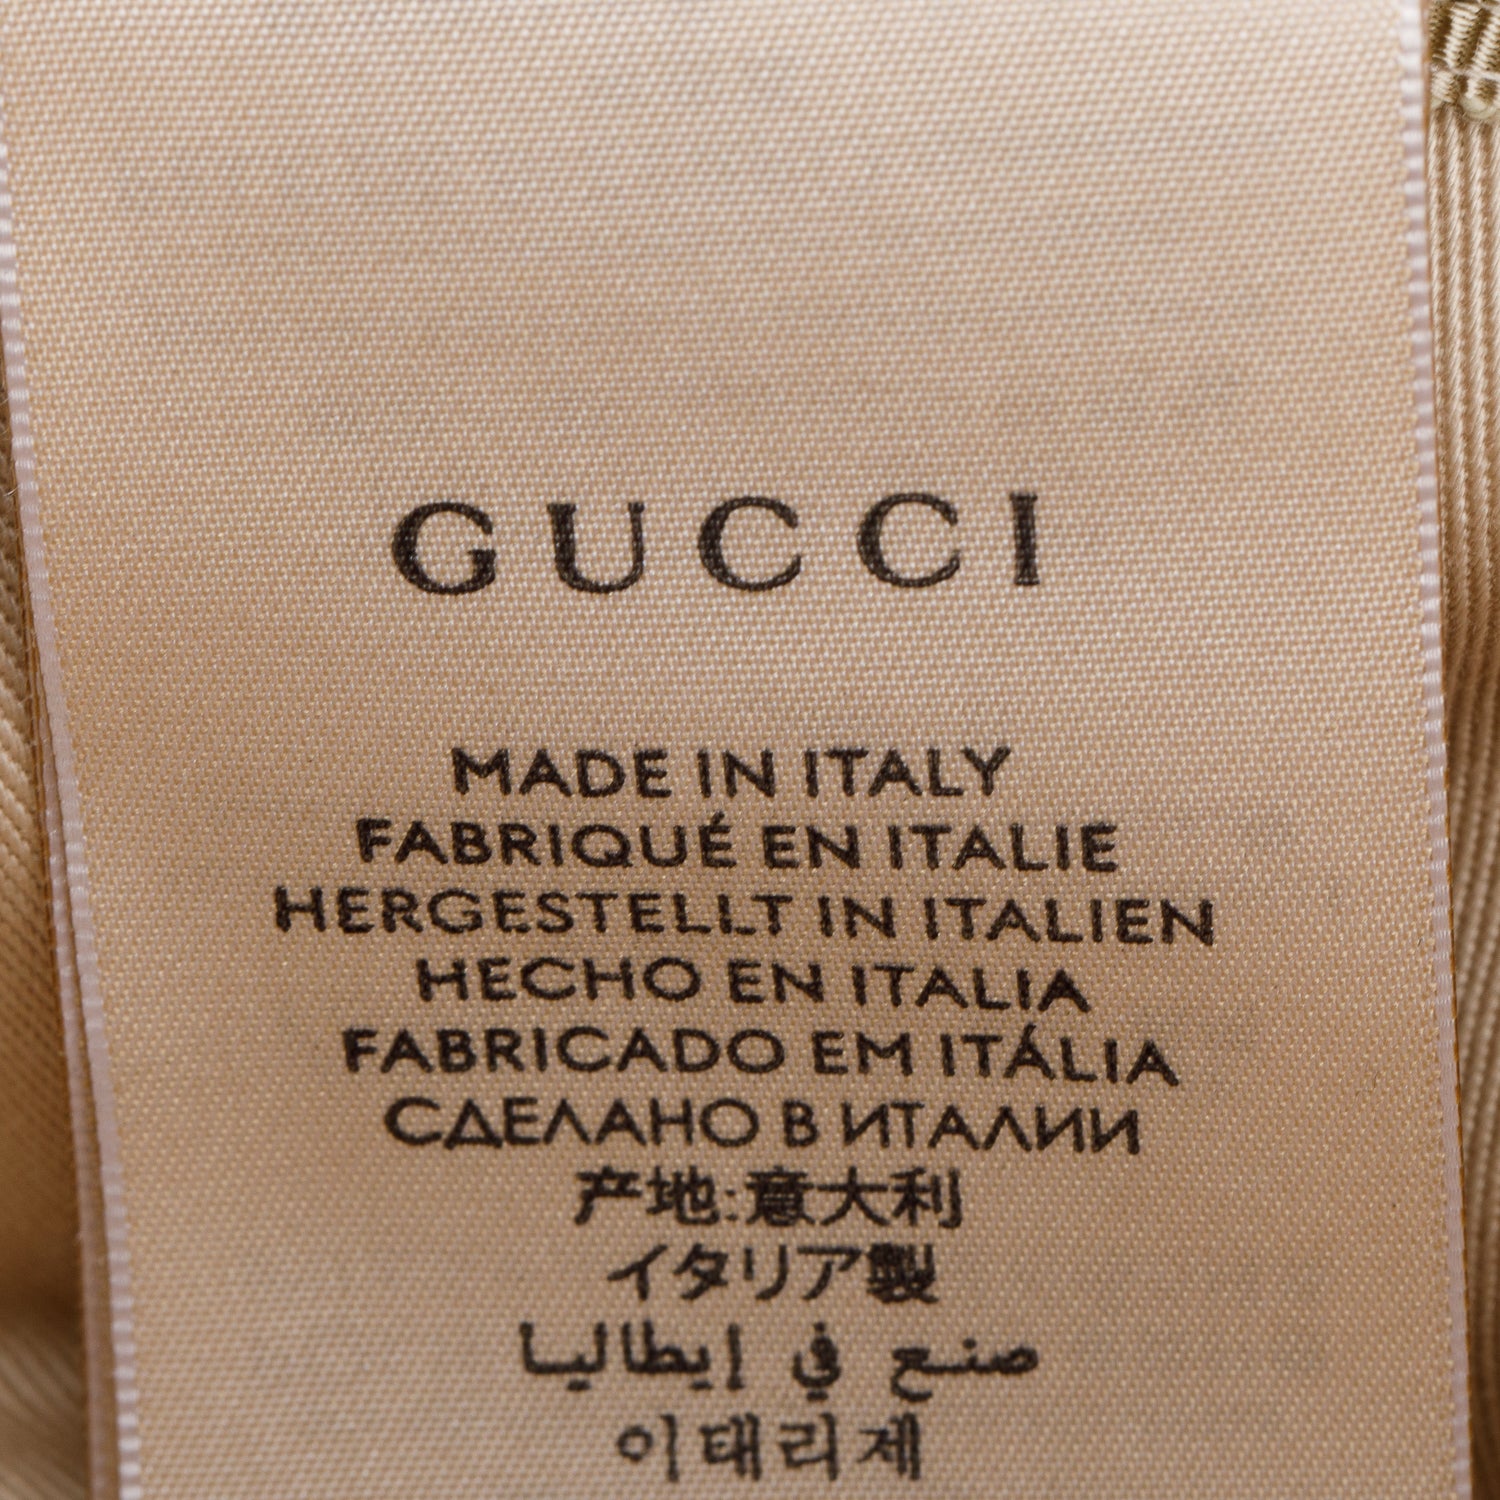 GUCCI
MADE IN ITALY
FABRIQUÉ EN ITALIE
HERGESTELLT IN ITALIEN
HECHO EN ITALIA
FABRICADO EM ITÁLIA
СДЕЛАНО В ИТАЛИИ
产地:意大利
イタリア製
صنع في إيطاليا
이태리제